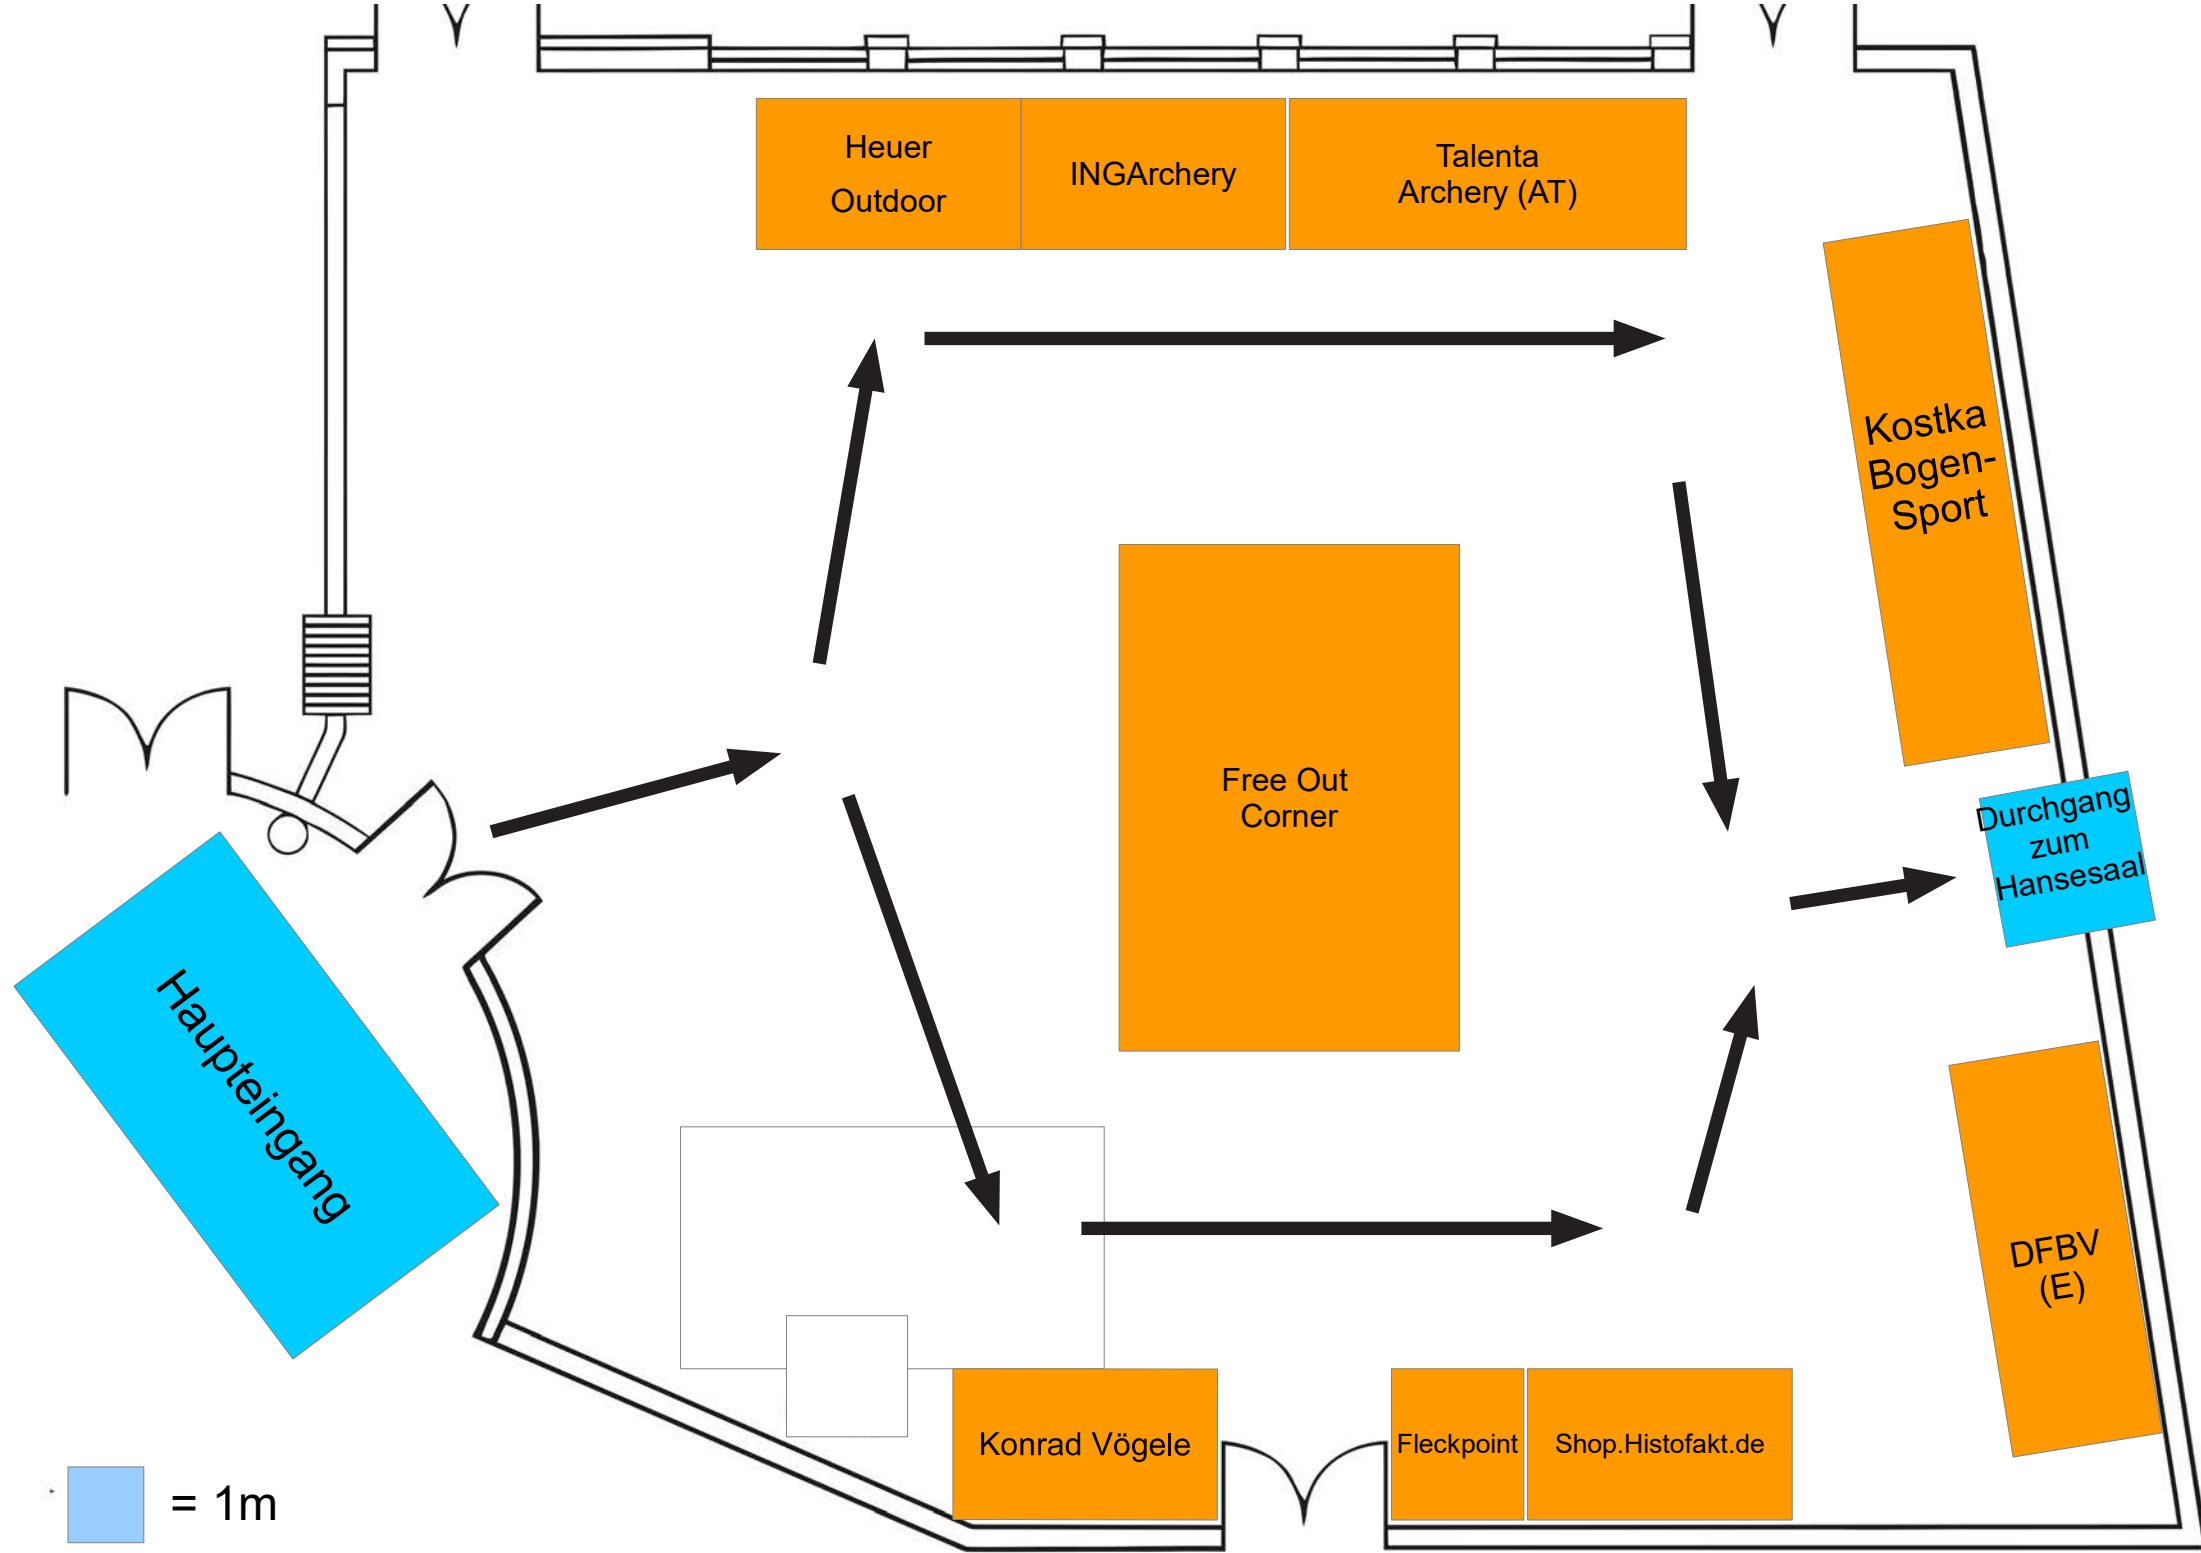 Heuer
Outdoor
INGArchery
Talenta
Archery (AT)
Kostka
Bogen-
Sport
Free Out
Corner
Durchgang
zum
Hansesaal
Haupteingang
DFBV
(E)
Konrad Vögele
Fleckpoint
Shop.Histofakt.de
= 1m